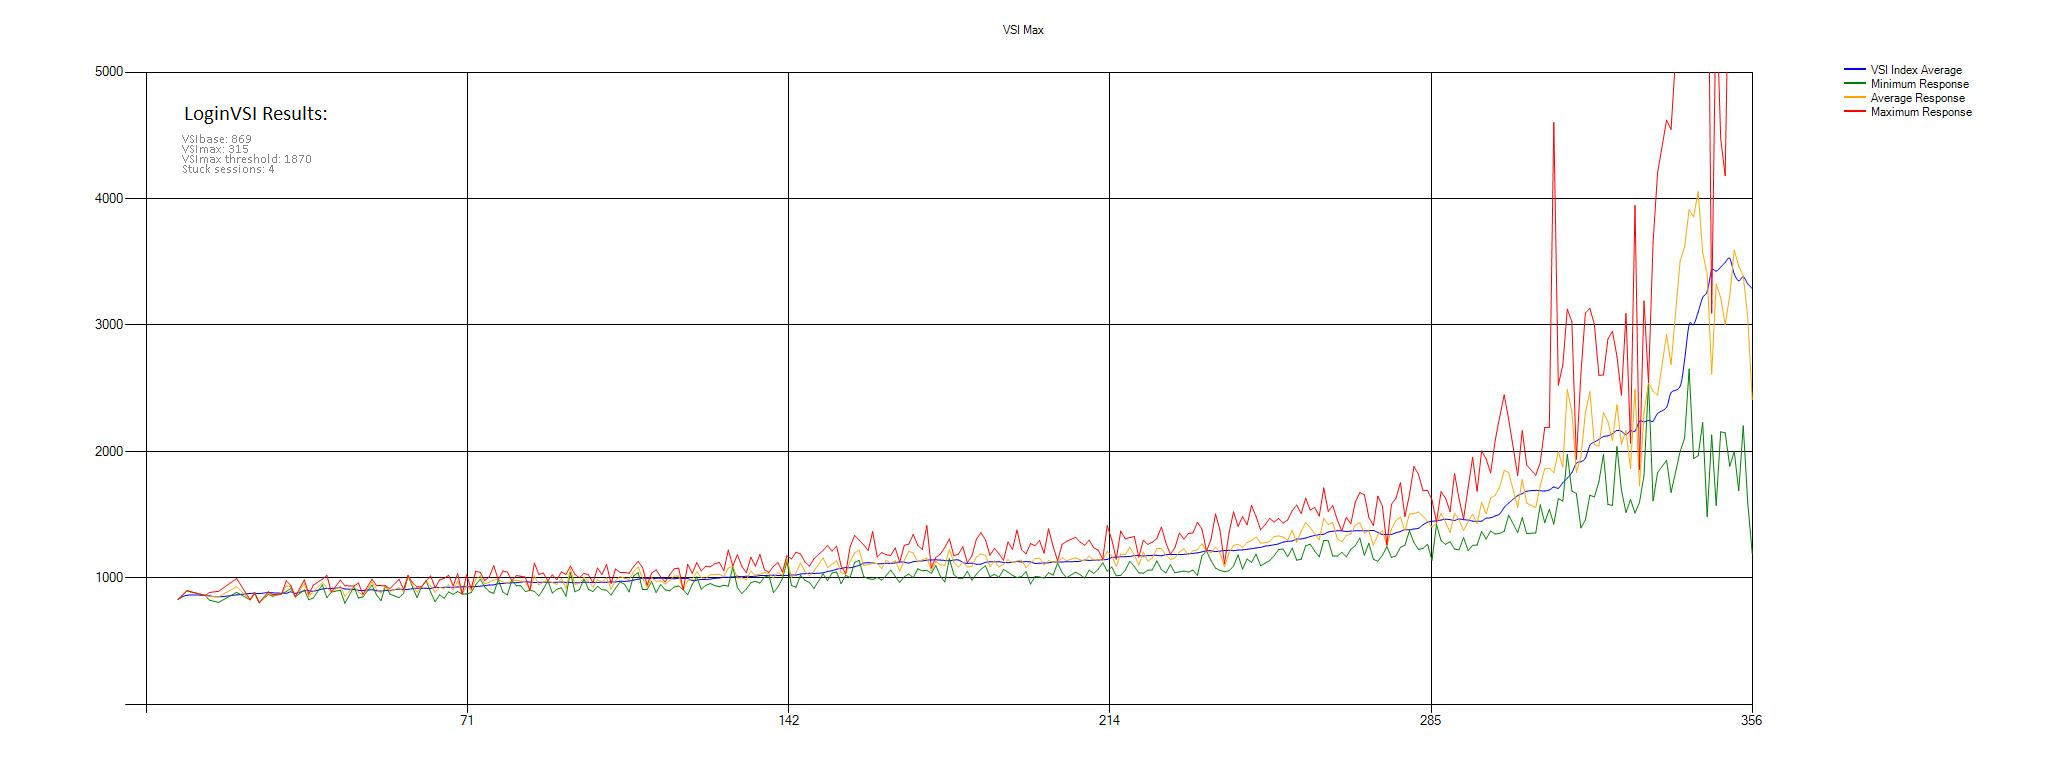 VSI Max
5000
4000
3000
2000
1000
LoginVSI Results:
VSIbase: 869
VSImax: 315
VSImax threshold: 1870
Stuck sessions: 4
VSI Index Average
Minimum Response
Average Response
Maximum Response
71
142
214
285
356